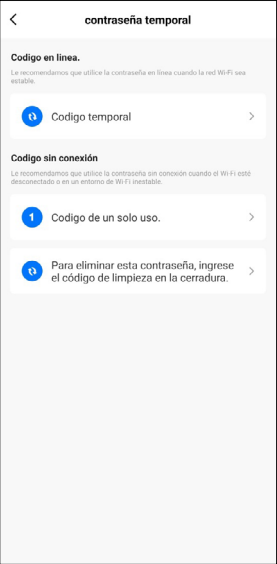 contraseña temporal
Codigo en linea.
Le recomendamos que utilice la contraseña en línea cuando la red Wi-Fi sea
estable.
Codigo temporal
Codigo sin conexión
Le recomendamos que utilice la contraseña sin conexión cuando el Wi-Fi esté
desconectado o en un entorno de Wi-Fi inestable.
1 Codigo de un solo uso.
Para eliminar esta contraseña, ingrese
el código de limpieza en la cerradura.